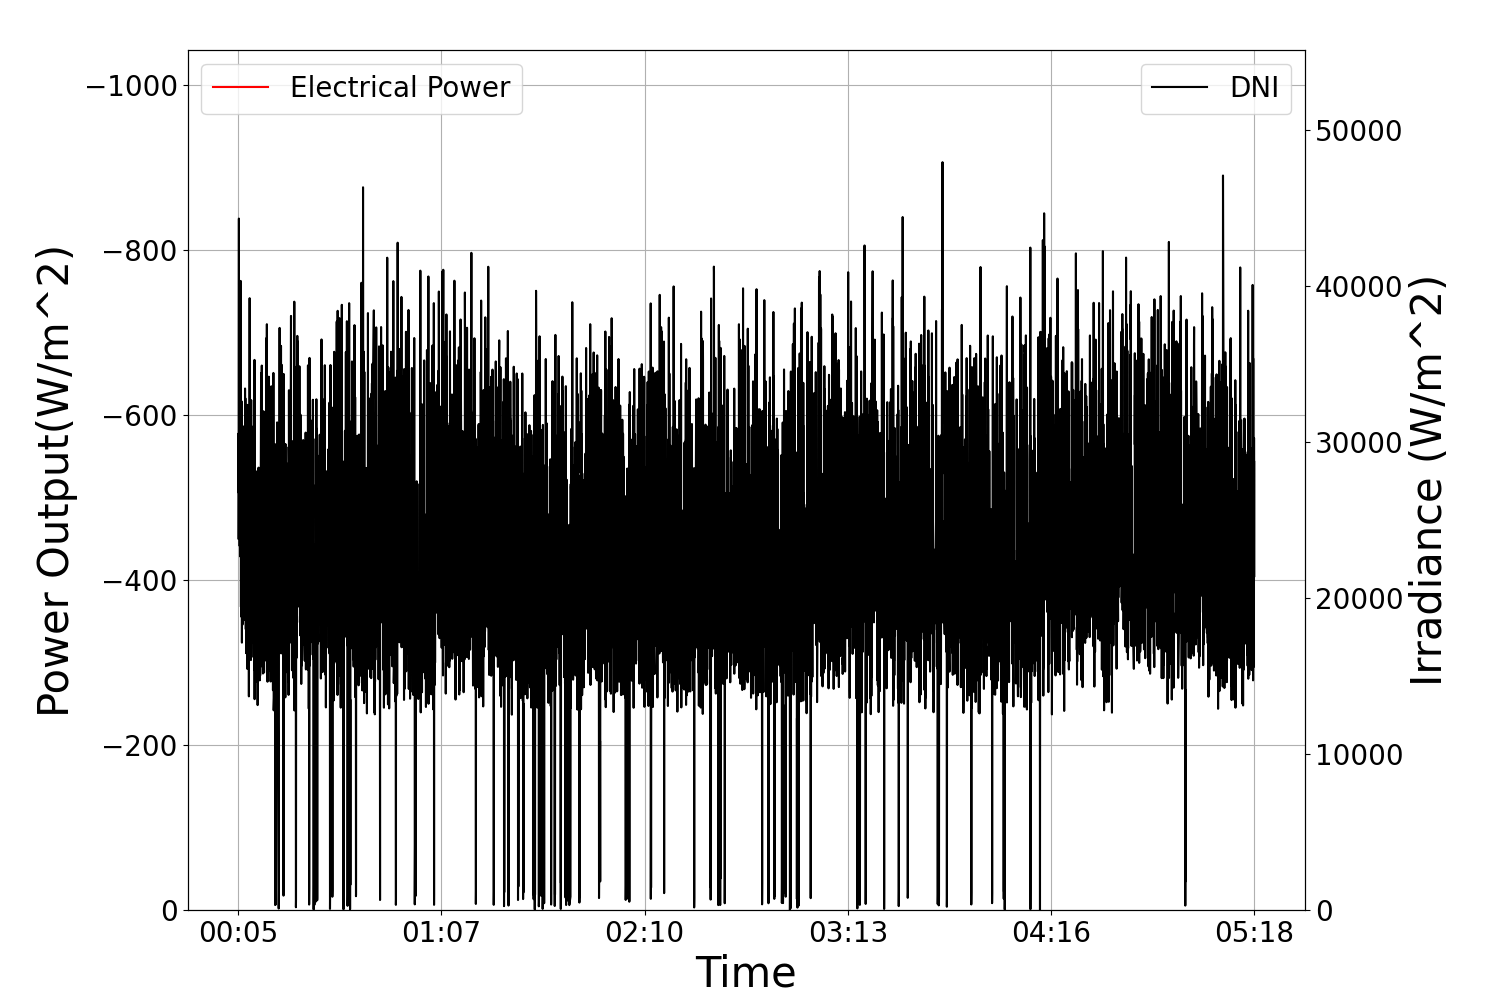 Electrical Power
DNI
Power Output(W/m^2)
−1000
−800
−600
−400
−200
0
50000
40000
30000
20000
10000
0
Irradiance (W/m^2)
00:05 01:07 02:10 03:13 04:16 05:18
Time